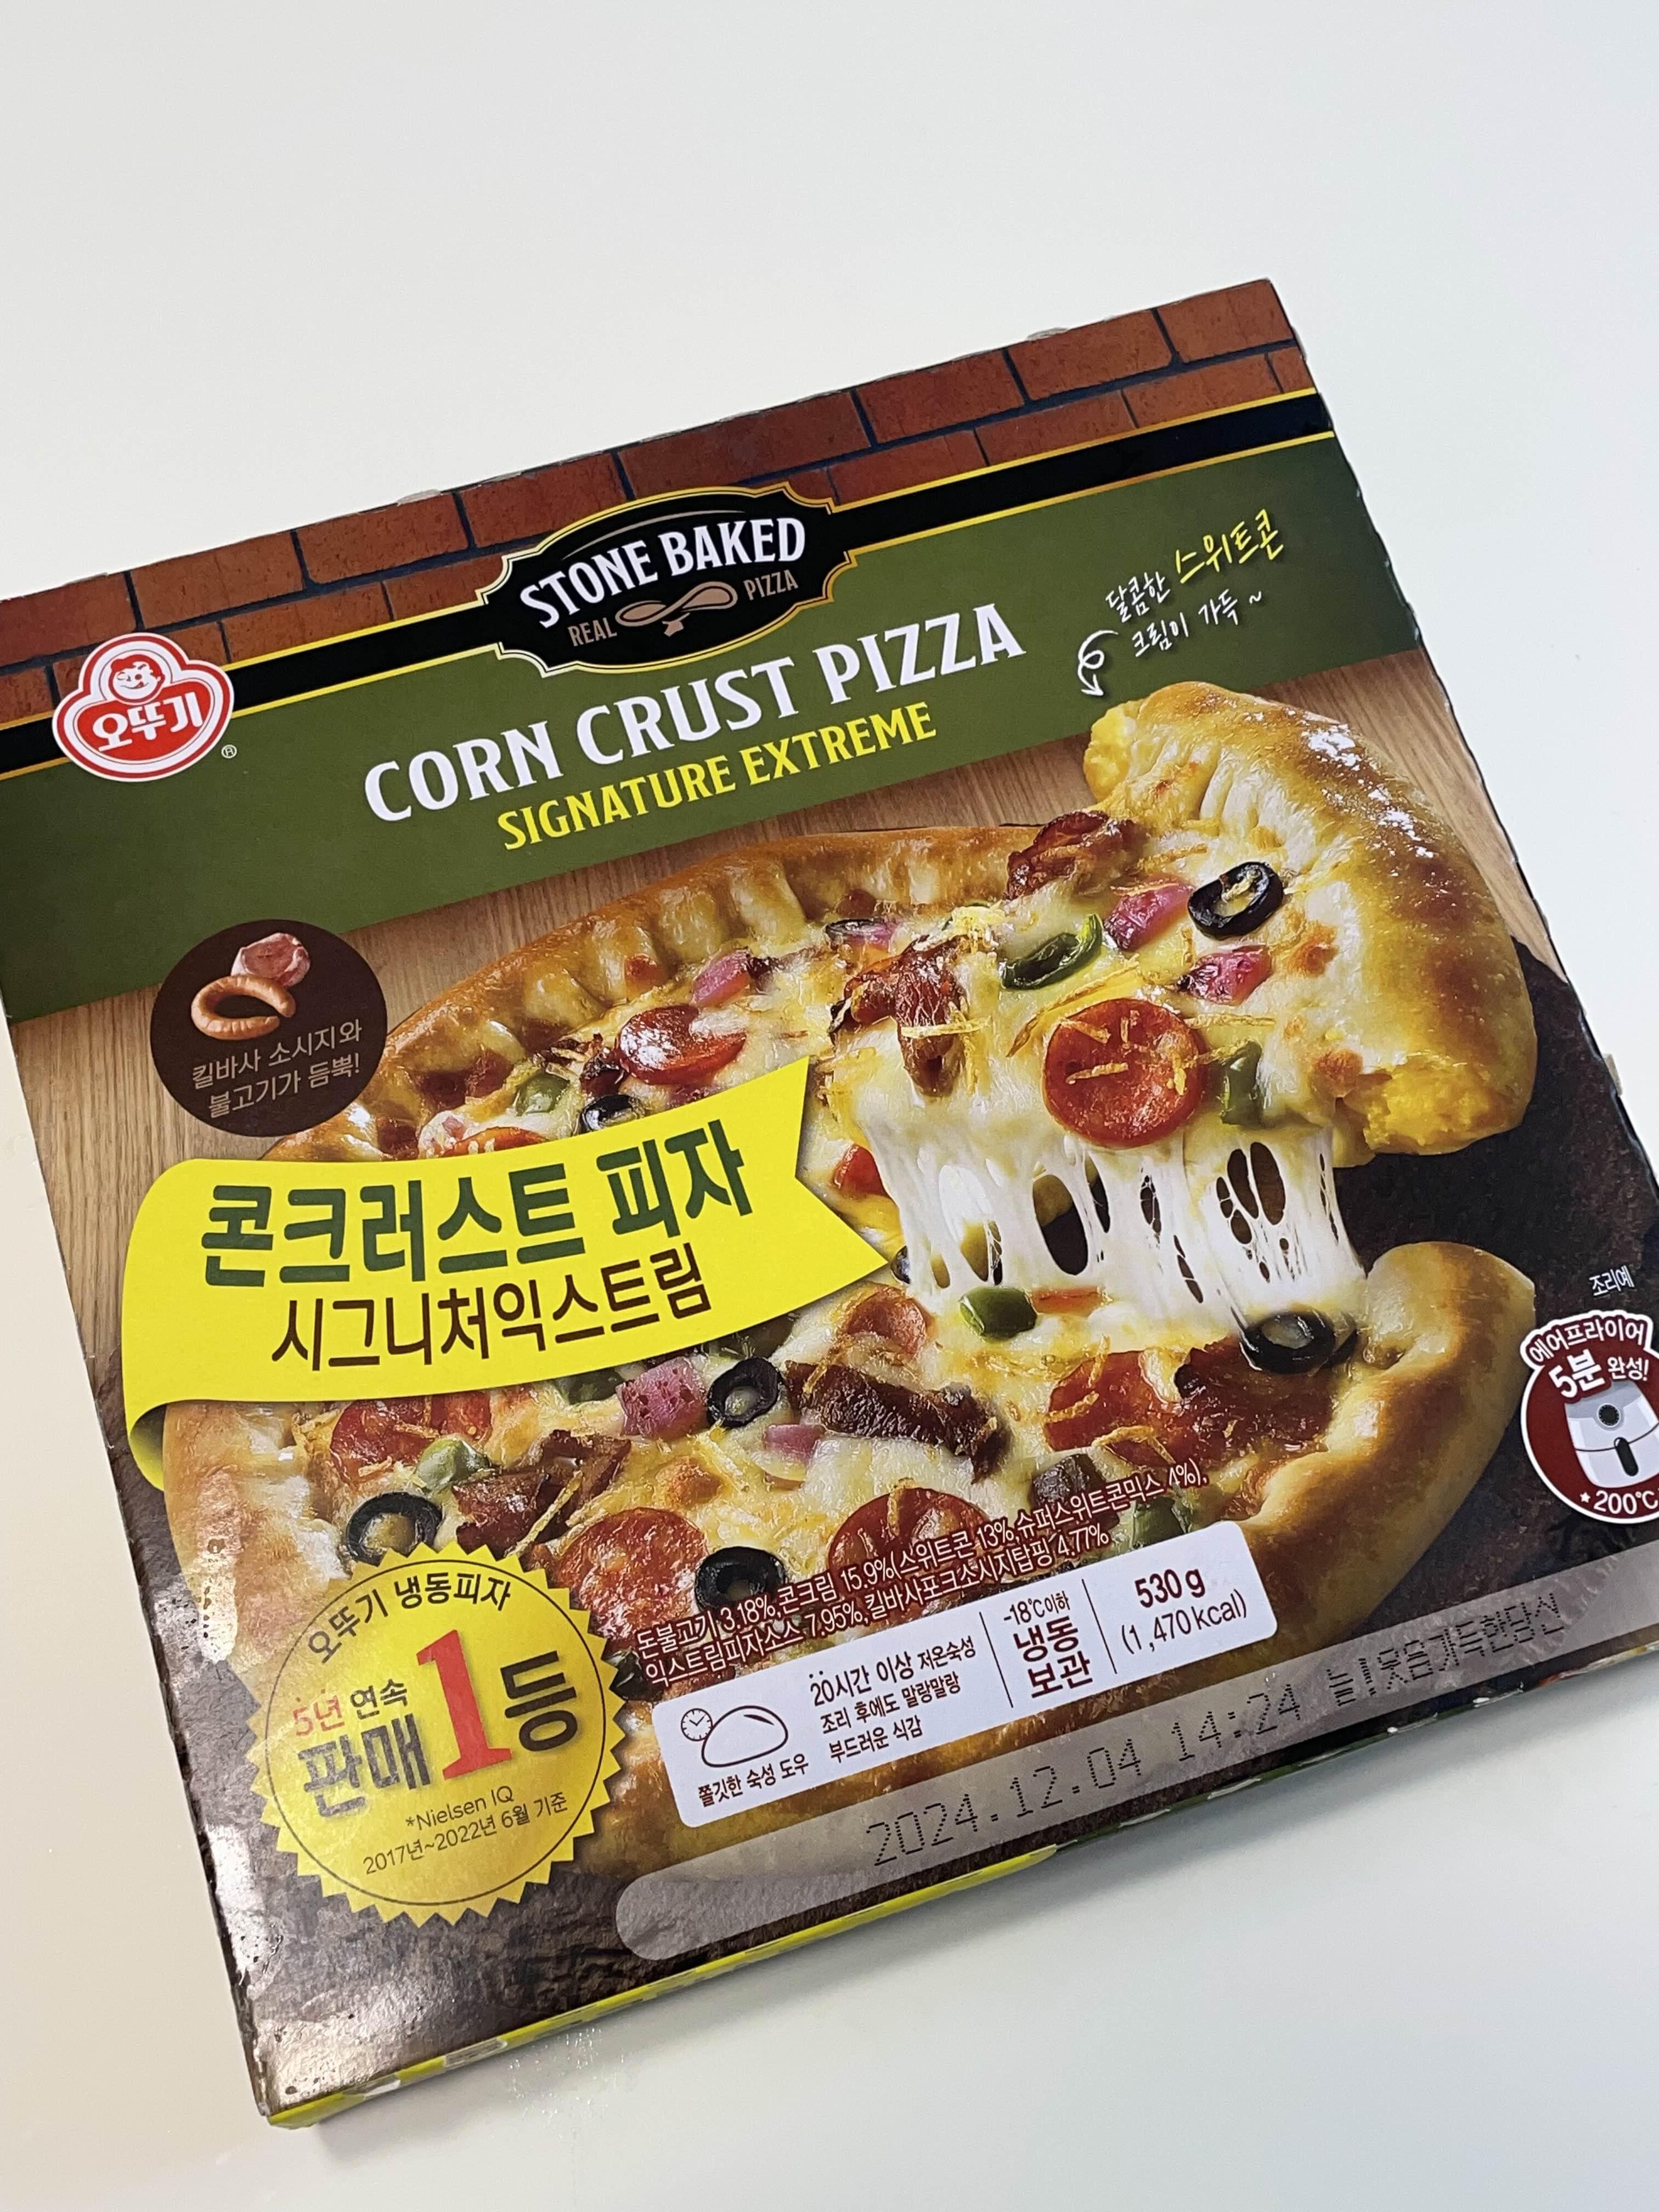 STONE BAKED
REAL PIZZA
오뚜기
®
CORN CRUST PIZZA
SIGNATURE EXTREME
달콤한 스위트콘
크림이 가득~
킬바사 소시지와
불고기가 듬뿍!
콘크러스트 피자
시그니처익스트림
조리예
에어프라이어
5분 완성!
★200℃
돈불고기 3.18%, 콘크림 15.9%(스위트콘 13%, 슈퍼스위트콘믹스 4%),
익스트림피자소스 7.95%, 킬바사포크소시지탑핑 4.77%
오뚜기 냉동피자
5년 연속
판매 1등
*Nielsen IQ
2017년~2022년 6월 기준
쫄깃한 숙성 도우
20시간 이상 저온숙성
조리 후에도 말랑말랑
부드러운 식감
-18℃이하
냉동
보관
530 g
(1,470 kcal)
2024.12.04 14:24 늘!웃음가득한당신